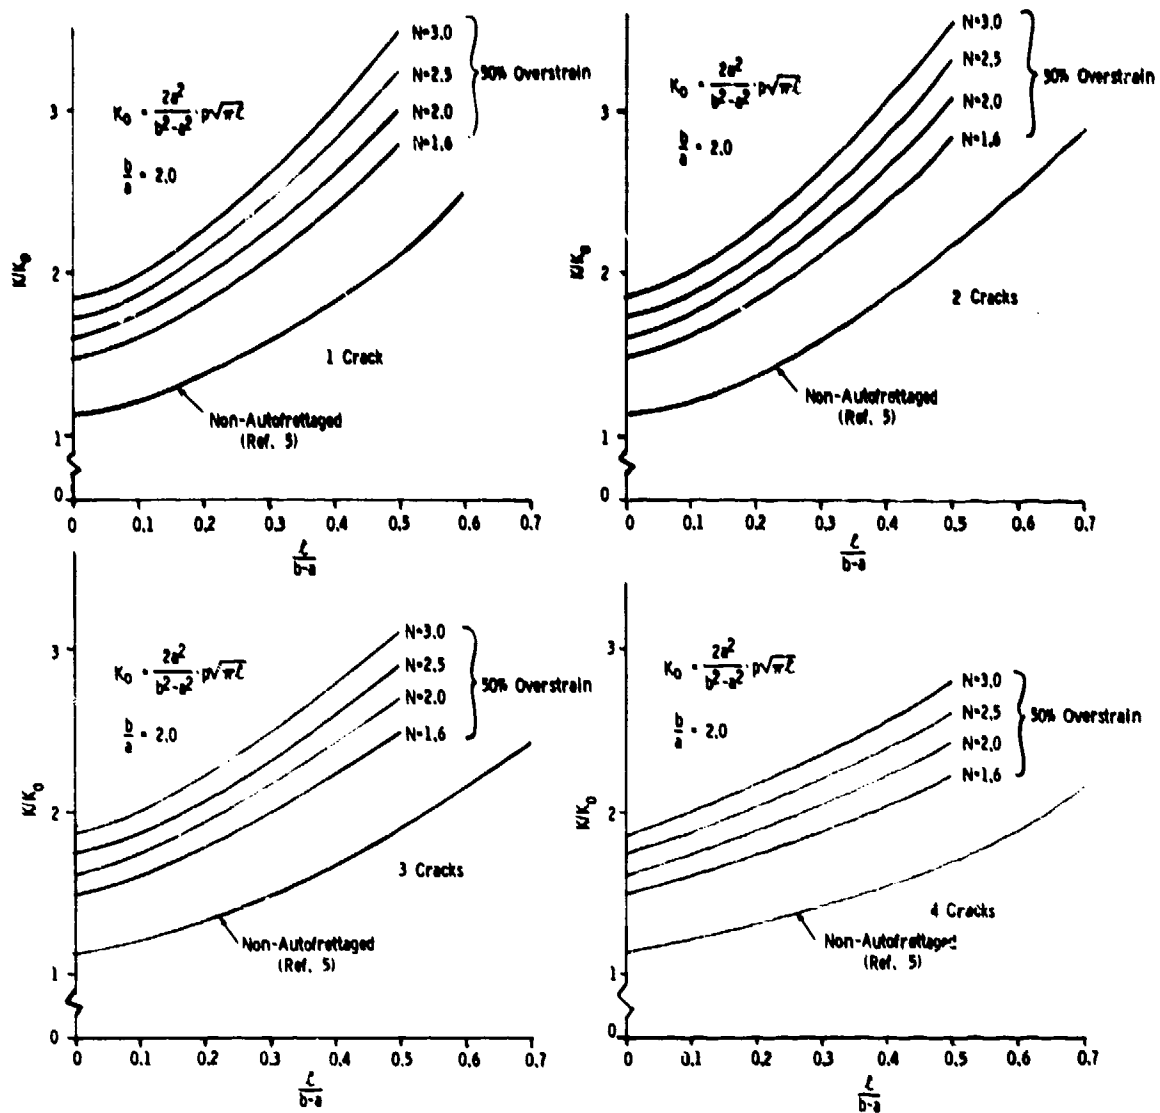 N=3.0
N=2.5
N=2.0
N=1.6
50% Overstrain
K₀ = 2a²/(b²-a²) · p√πℓ
b/a = 2.0
3
2
1
0
K/K₀
1 Crack
Non-Autofrettaged
(Ref. 5)
0 0.1 0.2 0.3 0.4 0.5 0.6 0.7
ℓ/(b-a)
N=3.0
N=2.5
N=2.0
N=1.6
50% Overstrain
K₀ = 2a²/(b²-a²) · p√πℓ
b/a = 2.0
3
2
1
0
K/K₀
2 Cracks
Non-Autofrettaged
(Ref. 5)
0 0.1 0.2 0.3 0.4 0.5 0.6 0.7
ℓ/(b-a)
N=3.0
N=2.5
N=2.0
N=1.6
50% Overstrain
K₀ = 2a²/(b²-a²) · p√πℓ
b/a = 2.0
3
2
1
0
K/K₀
3 Cracks
Non-Autofrettaged
(Ref. 5)
0 0.1 0.2 0.3 0.4 0.5 0.6 0.7
ℓ/(b-a)
N=3.0
N=2.5
N=2.0
N=1.6
50% Overstrain
K₀ = 2a²/(b²-a²) · p√πℓ
b/a = 2.0
3
2
1
0
K/K₀
4 Cracks
Non-Autofrettaged
(Ref. 5)
0 0.1 0.2 0.3 0.4 0.5 0.6 0.7
ℓ/(b-a)